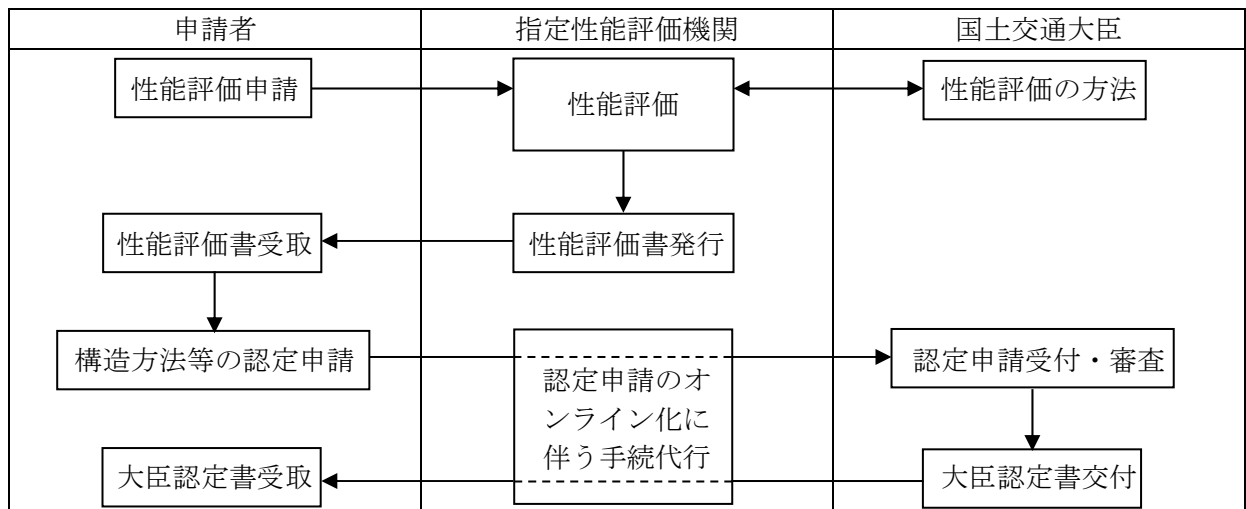 申請者
指定性能評価機関
国土交通大臣
性能評価申請
性能評価
性能評価の方法
性能評価書受取
性能評価書発行
構造方法等の認定申請
認定申請のオ
ンライン化に
伴う手続代行
認定申請受付・審査
大臣認定書受取
大臣認定書交付